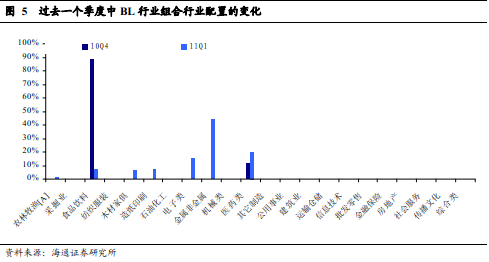 图 5 过去一个季度中 BL 行业组合行业配置的变化
10Q4 11Q1
100%
90%
80%
70%
60%
50%
40%
30%
20%
10%
0%
农林牧渔[A]
采掘业
食品饮料
纺织服装
木材家俱
造纸印刷
石油化工
电子类
金属非金属
机械类
医药类
其它制造
公用事业
建筑业
运输仓储
信息技术
批发零售
金融保险
房地产
社会服务
传播文化
综合类
资料来源：海通证券研究所